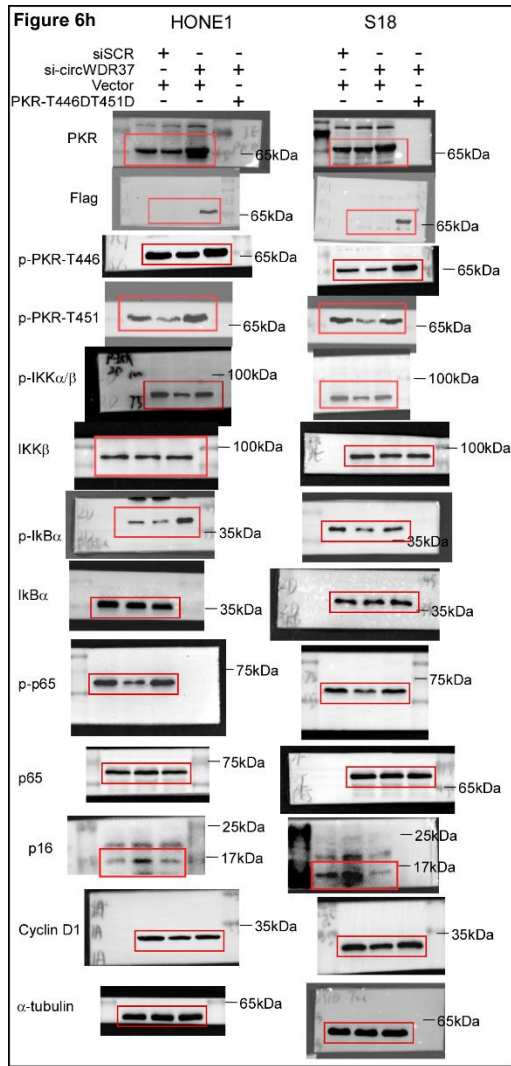 Figure 6h HONE1 S18
siSCR + - - + - -
si-circWDR37 - + + - + +
Vector + + - + + -
PKR-T446DT451D - - + - - +
PKR 65kDa 65kDa
Flag 65kDa 65kDa
p-PKR-T446 65kDa 65kDa
p-PKR-T451 65kDa 65kDa
p-IKKα/β 100kDa 100kDa
IKKβ 100kDa 100kDa
p-IkBα 35kDa 35kDa
IkBα 35kDa 35kDa
p-p65 75kDa 75kDa
p65 75kDa 65kDa
p16 25kDa 25kDa
17kDa 17kDa
Cyclin D1 35kDa 35kDa
α-tubulin 65kDa 65kDa